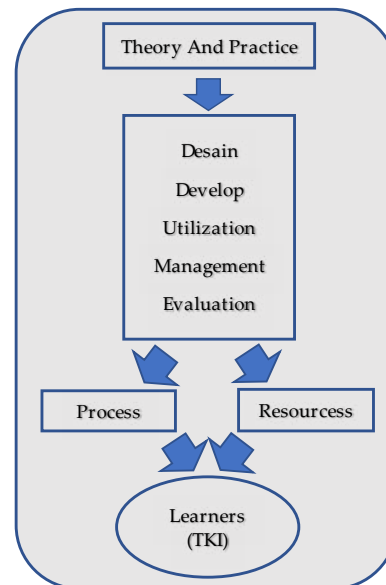 Theory And Practice
Desain
Develop
Utilization
Management
Evaluation
Process
Resourcess
Learners
(TKI)